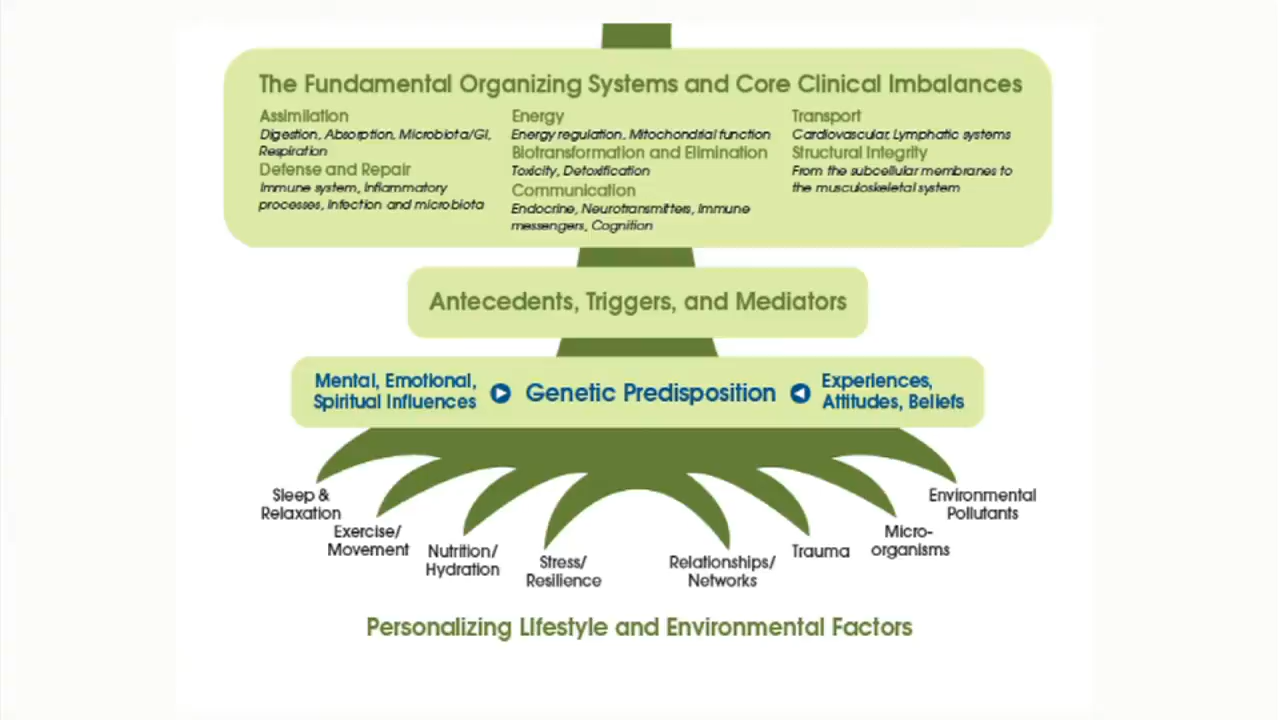 The Fundamental Organizing Systems and Core Clinical Imbalances
Assimilation
Digestion, Absorption, Microbiota/GI,
Respiration
Defense and Repair
Immune system, Inflammatory
processes, Infection and microbiota
Energy
Energy regulation, Mitochondrial function
Biotransformation and Elimination
Toxicity, Detoxification
Communication
Endocrine, Neurotransmitters, Immune
messengers, Cognition
Transport
Cardiovascular, Lymphatic systems
Structural Integrity
From the subcellular membranes to
the musculoskeletal system
Antecedents, Triggers, and Mediators
Mental, Emotional,
Spiritual Influences
Genetic Predisposition
Experiences,
Attitudes, Beliefs
Sleep &
Relaxation
Exercise/
Movement
Nutrition/
Hydration
Stress/
Resilience
Relationships/
Networks
Trauma
Micro-
organisms
Environmental
Pollutants
Personalizing Lifestyle and Environmental Factors